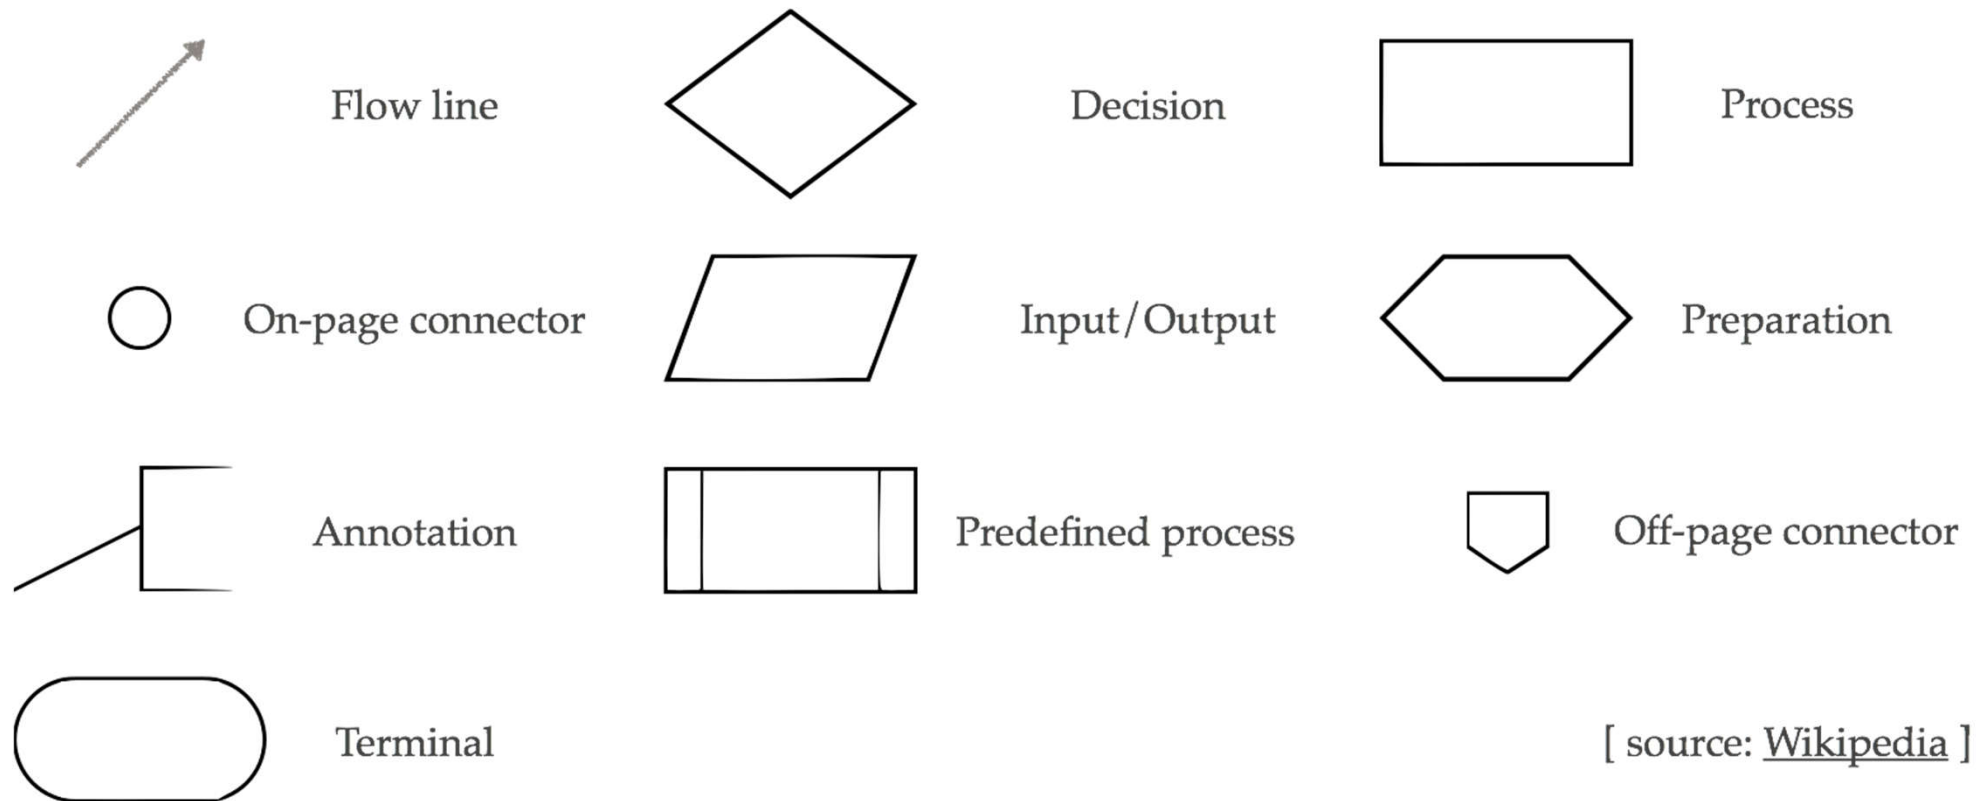 Flow line
Decision
Process
On-page connector
Input/Output
Preparation
Annotation
Predefined process
Off-page connector
Terminal
[ source: Wikipedia ]